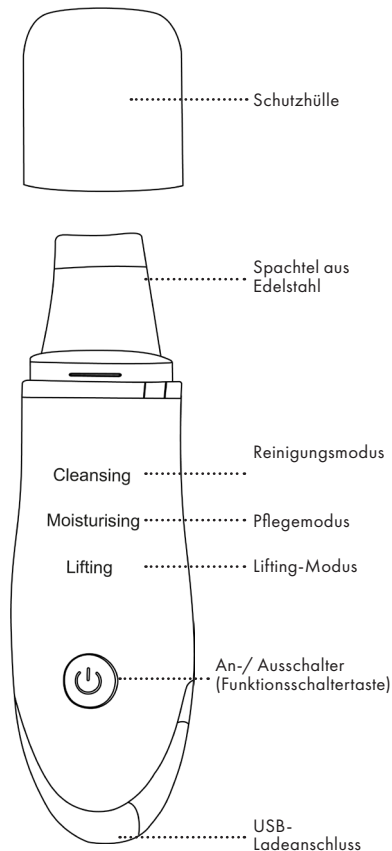 Schutzhülle
Spachtel aus
Edelstahl
Reinigungsmodus
Cleansing
Moisturising
Pflegemodus
Lifting
Lifting-Modus
An-/ Ausschalter
(Funktionsschaltertaste)
USB-
Ladeanschluss